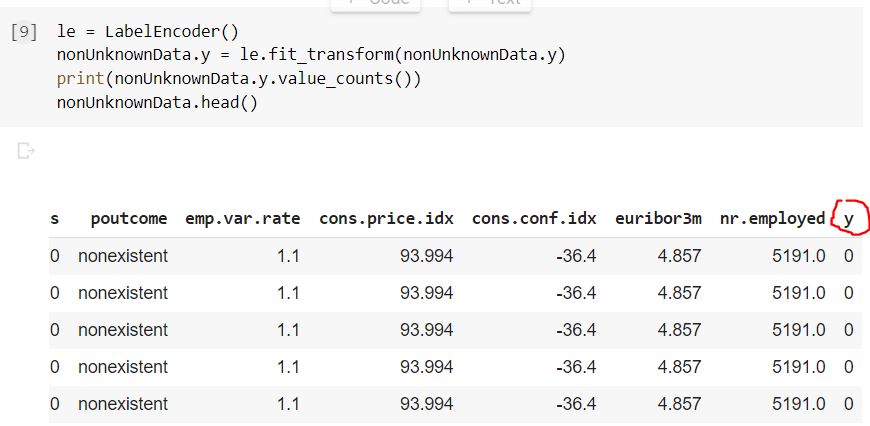 + Code + Text
[9] le = LabelEncoder()
nonUnknownData.y = le.fit_transform(nonUnknownData.y)
print(nonUnknownData.y.value_counts())
nonUnknownData.head()
s poutcome emp.var.rate cons.price.idx cons.conf.idx euribor3m nr.employed y
0 nonexistent 1.1 93.994 -36.4 4.857 5191.0 0
0 nonexistent 1.1 93.994 -36.4 4.857 5191.0 0
0 nonexistent 1.1 93.994 -36.4 4.857 5191.0 0
0 nonexistent 1.1 93.994 -36.4 4.857 5191.0 0
0 nonexistent 1.1 93.994 -36.4 4.857 5191.0 0